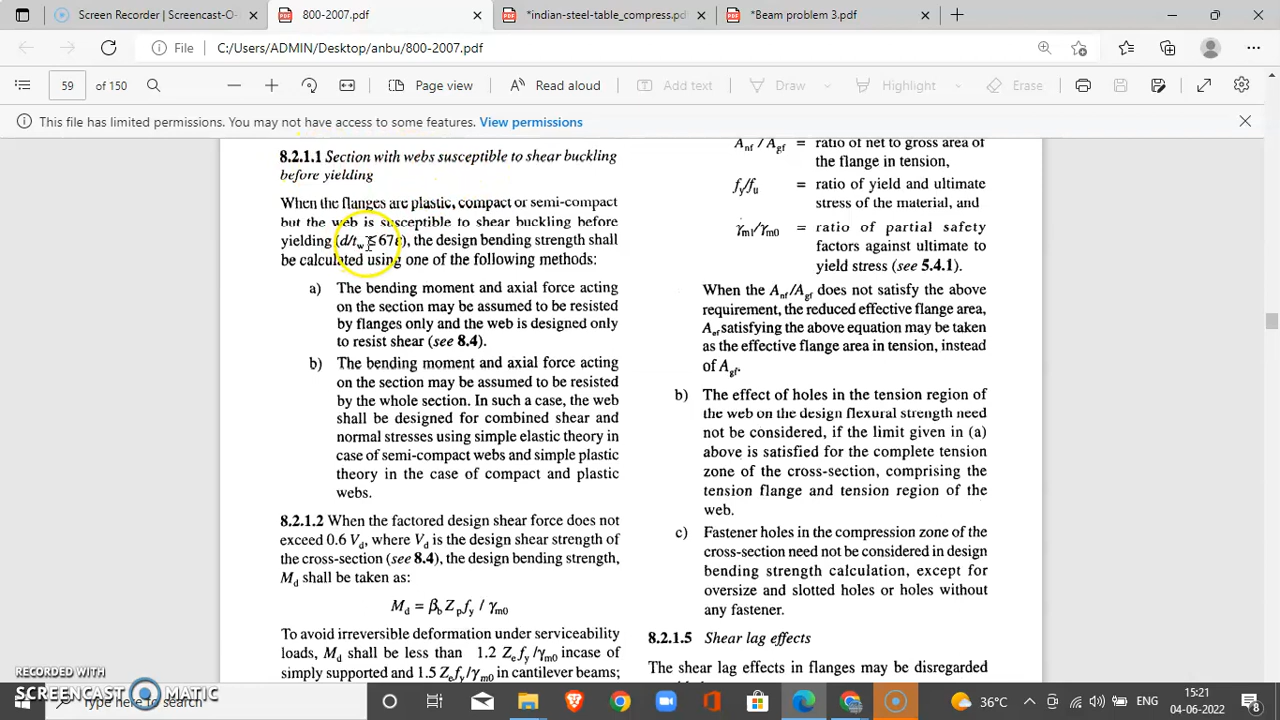 Screen Recorder | Screencast-O-
800-2007.pdf
*indian-steel-table_compress.pd
*Beam problem 3.pdf
File
C:/Users/ADMIN/Desktop/anbu/800-2007.pdf
59
of 150
Page view
Read aloud
Add text
Draw
Highlight
Erase
This file has limited permissions. You may not have access to some features. View permissions
8.2.1.1 Section with webs susceptible to shear buckling
before yielding
When the flanges are plastic, compact or semi-compact
but the web is susceptible to shear buckling before
yielding (d/tw ≤ 67ε), the design bending strength shall
be calculated using one of the following methods:
a) The bending moment and axial force acting
on the section may be assumed to be resisted
by flanges only and the web is designed only
to resist shear (see 8.4).
b) The bending moment and axial force acting
on the section may be assumed to be resisted
by the whole section. In such a case, the web
shall be designed for combined shear and
normal stresses using simple elastic theory in
case of semi-compact webs and simple plastic
theory in the case of compact and plastic
webs.
8.2.1.2 When the factored design shear force does not
exceed 0.6 Vd, where Vd is the design shear strength of
the cross-section (see 8.4), the design bending strength,
Md shall be taken as:
Md = βb Zp fy / γm0
To avoid irreversible deformation under serviceability
loads, Md shall be less than 1.2 Ze fy /γm0 incase of
simply supported and 1.5 Ze fy/γm0 in cantilever beams;
Anf / Agf = ratio of net to gross area of
the flange in tension,
fy/fu = ratio of yield and ultimate
stress of the material, and
γm1/γm0 = ratio of partial safety
factors against ultimate to
yield stress (see 5.4.1).
When the Anf /Agf does not satisfy the above
requirement, the reduced effective flange area,
Aef satisfying the above equation may be taken
as the effective flange area in tension, instead
of Agf.
b) The effect of holes in the tension region of
the web on the design flexural strength need
not be considered, if the limit given in (a)
above is satisfied for the complete tension
zone of the cross-section, comprising the
tension flange and tension region of the
web.
c) Fastener holes in the compression zone of the
cross-section need not be considered in design
bending strength calculation, except for
oversize and slotted holes or holes without
any fastener.
8.2.1.5 Shear lag effects
The shear lag effects in flanges may be disregarded
RECORDED WITH
SCREENCAST MATIC
Type here to search
36°C
ENG
15:21
04-06-2022
8